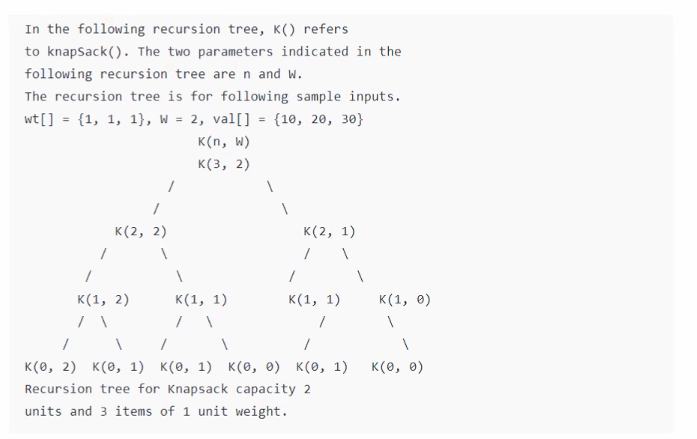 In the following recursion tree, K() refers
to knapSack(). The two parameters indicated in the
following recursion tree are n and W.
The recursion tree is for following sample inputs.
wt[] = {1, 1, 1}, W = 2, val[] = {10, 20, 30}
K(n, W)
K(3, 2)
/ \
/ \
K(2, 2) K(2, 1)
/ \ / \
/ \ / \
K(1, 2) K(1, 1) K(1, 1) K(1, 0)
/ \ / \ / \
/ \ / \ / \
K(0, 2) K(0, 1) K(0, 1) K(0, 0) K(0, 1) K(0, 0)
Recursion tree for Knapsack capacity 2
units and 3 items of 1 unit weight.